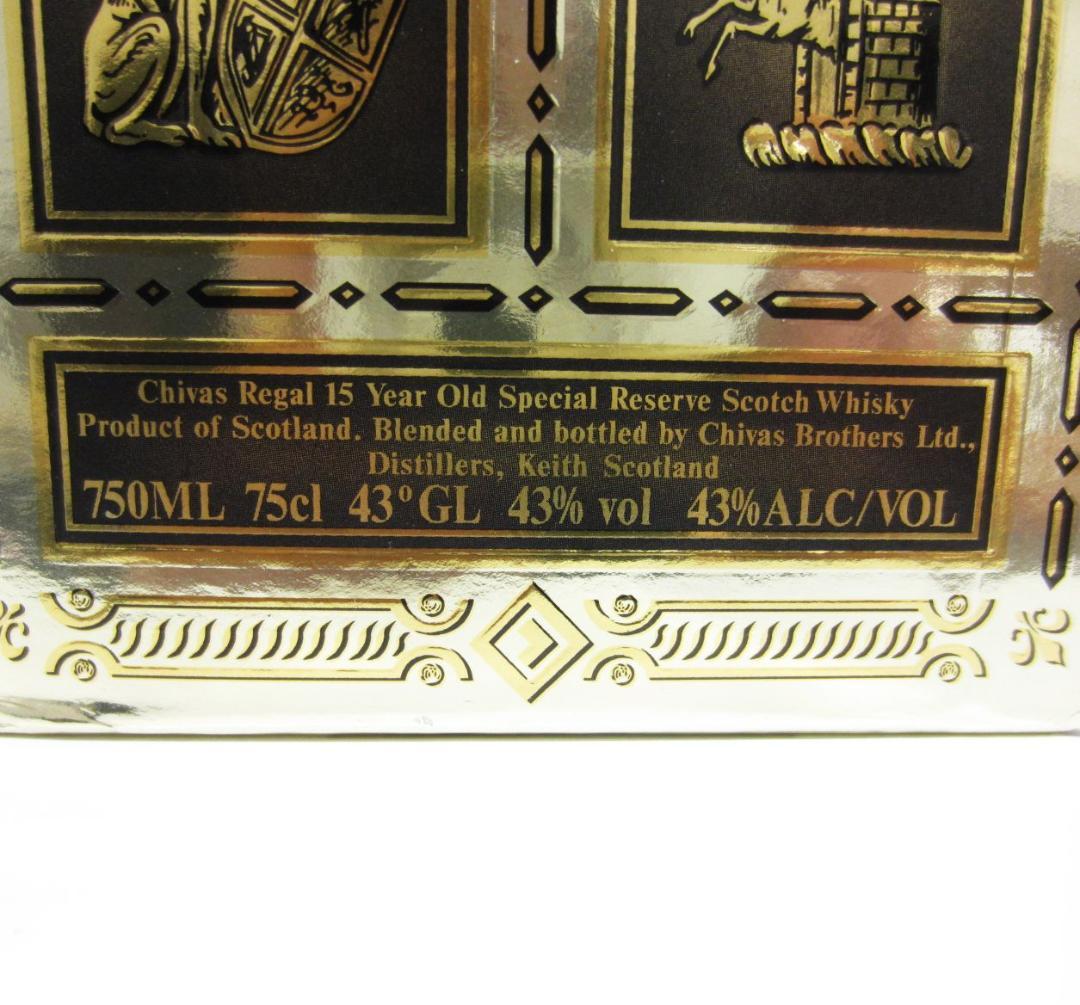 Chivas Regal 15 Year Old Special Reserve Scotch Whisky
Product of Scotland. Blended and bottled by Chivas Brothers Ltd.,
Distillers, Keith Scotland
750ML 75cl 43º GL 43% vol 43%ALC/VOL